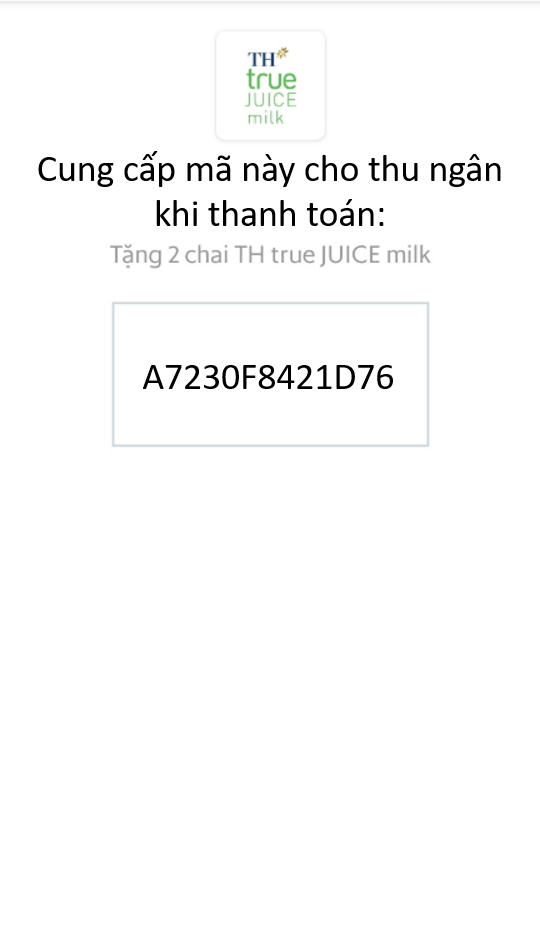 TH
true
JUICE
milk
Cung cấp mã này cho thu ngân
khi thanh toán:
Tặng 2 chai TH true JUICE milk
A7230F8421D76